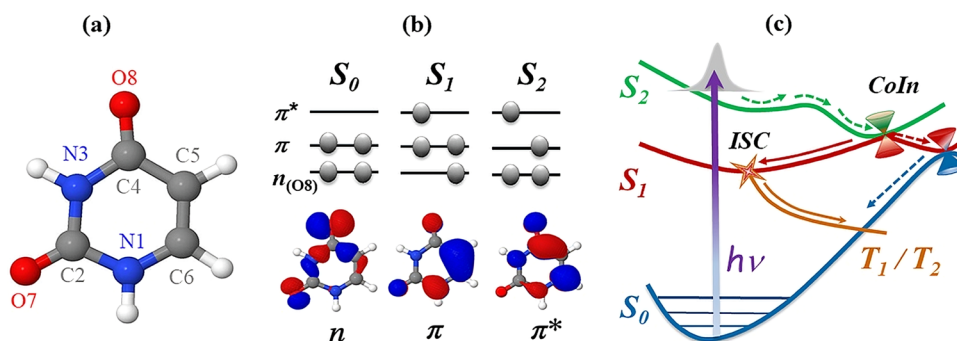 (a)
O8
N3
C5
C4
N1
C2
C6
O7
(b)
S0 S1 S2
π*
π
n(O8)
n π π*
(c)
S2
CoIn
ISC
S1
hν
T1 / T2
S0